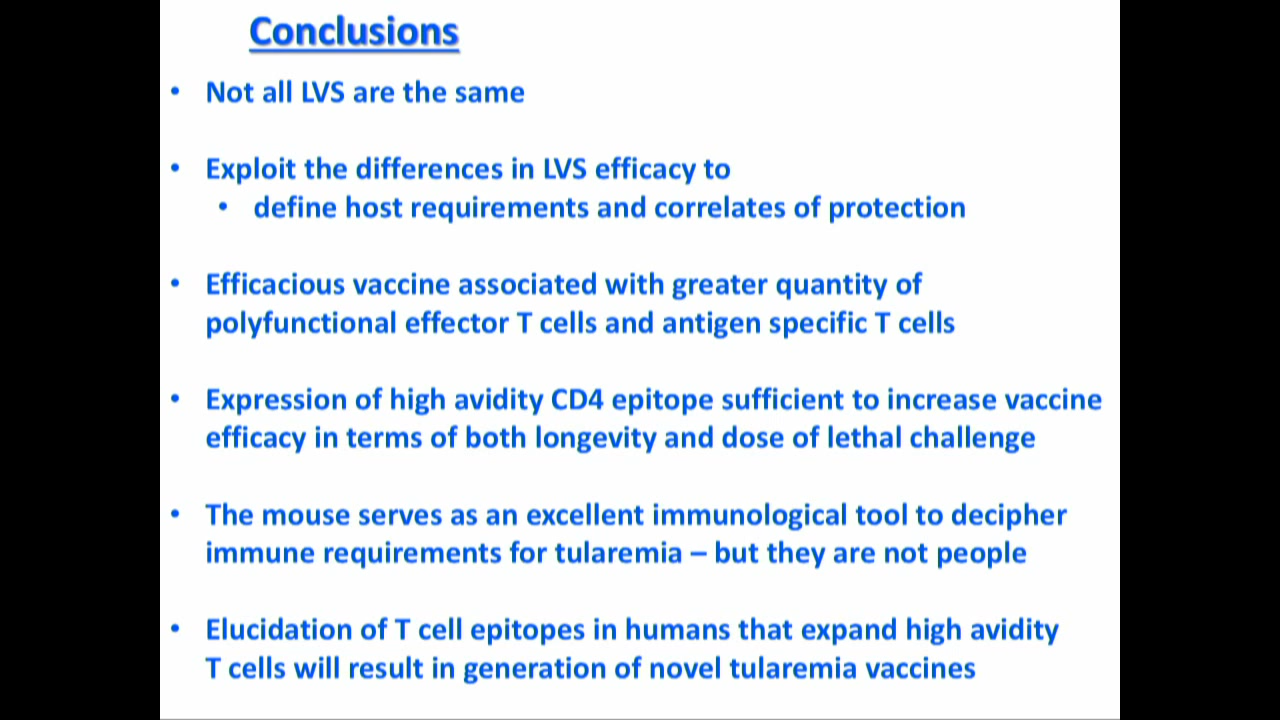 Conclusions
• Not all LVS are the same
• Exploit the differences in LVS efficacy to
• define host requirements and correlates of protection
• Efficacious vaccine associated with greater quantity of
polyfunctional effector T cells and antigen specific T cells
• Expression of high avidity CD4 epitope sufficient to increase vaccine
efficacy in terms of both longevity and dose of lethal challenge
• The mouse serves as an excellent immunological tool to decipher
immune requirements for tularemia – but they are not people
• Elucidation of T cell epitopes in humans that expand high avidity
T cells will result in generation of novel tularemia vaccines